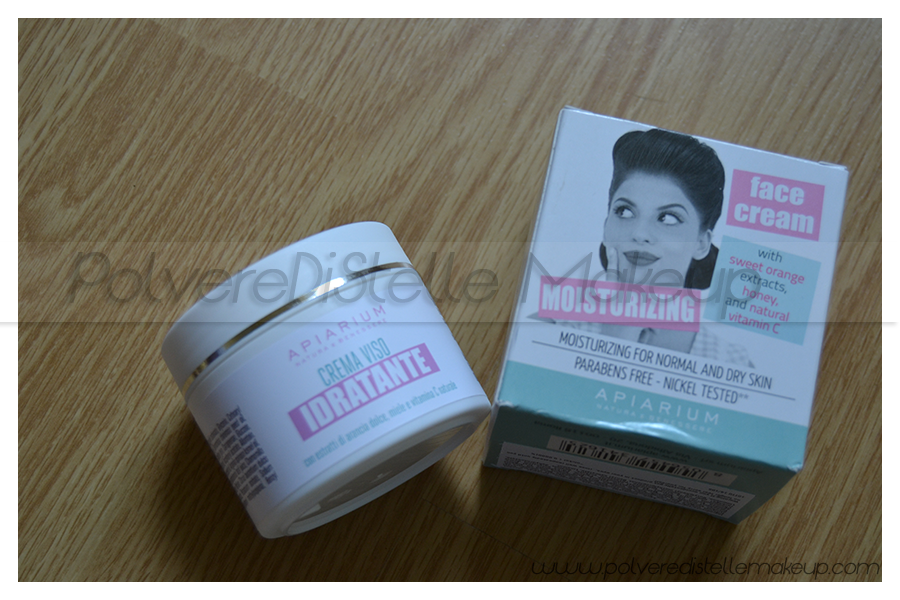 PolvereDiStelle Makeup
APIARIUM
NATURA E BENESSERE
CREMA VISO
IDRATANTE
con estratti di arancia dolce, miele e vitamina C naturale
face
cream
with
sweet orange
extracts,
honey,
and natural
vitamin C
MOISTURIZING
MOISTURIZING FOR NORMAL AND DRY SKIN
PARABENS FREE - NICKEL TESTED**
APIARIUM
NATURA E BENESSERE
www.polveredistellemakeup.com